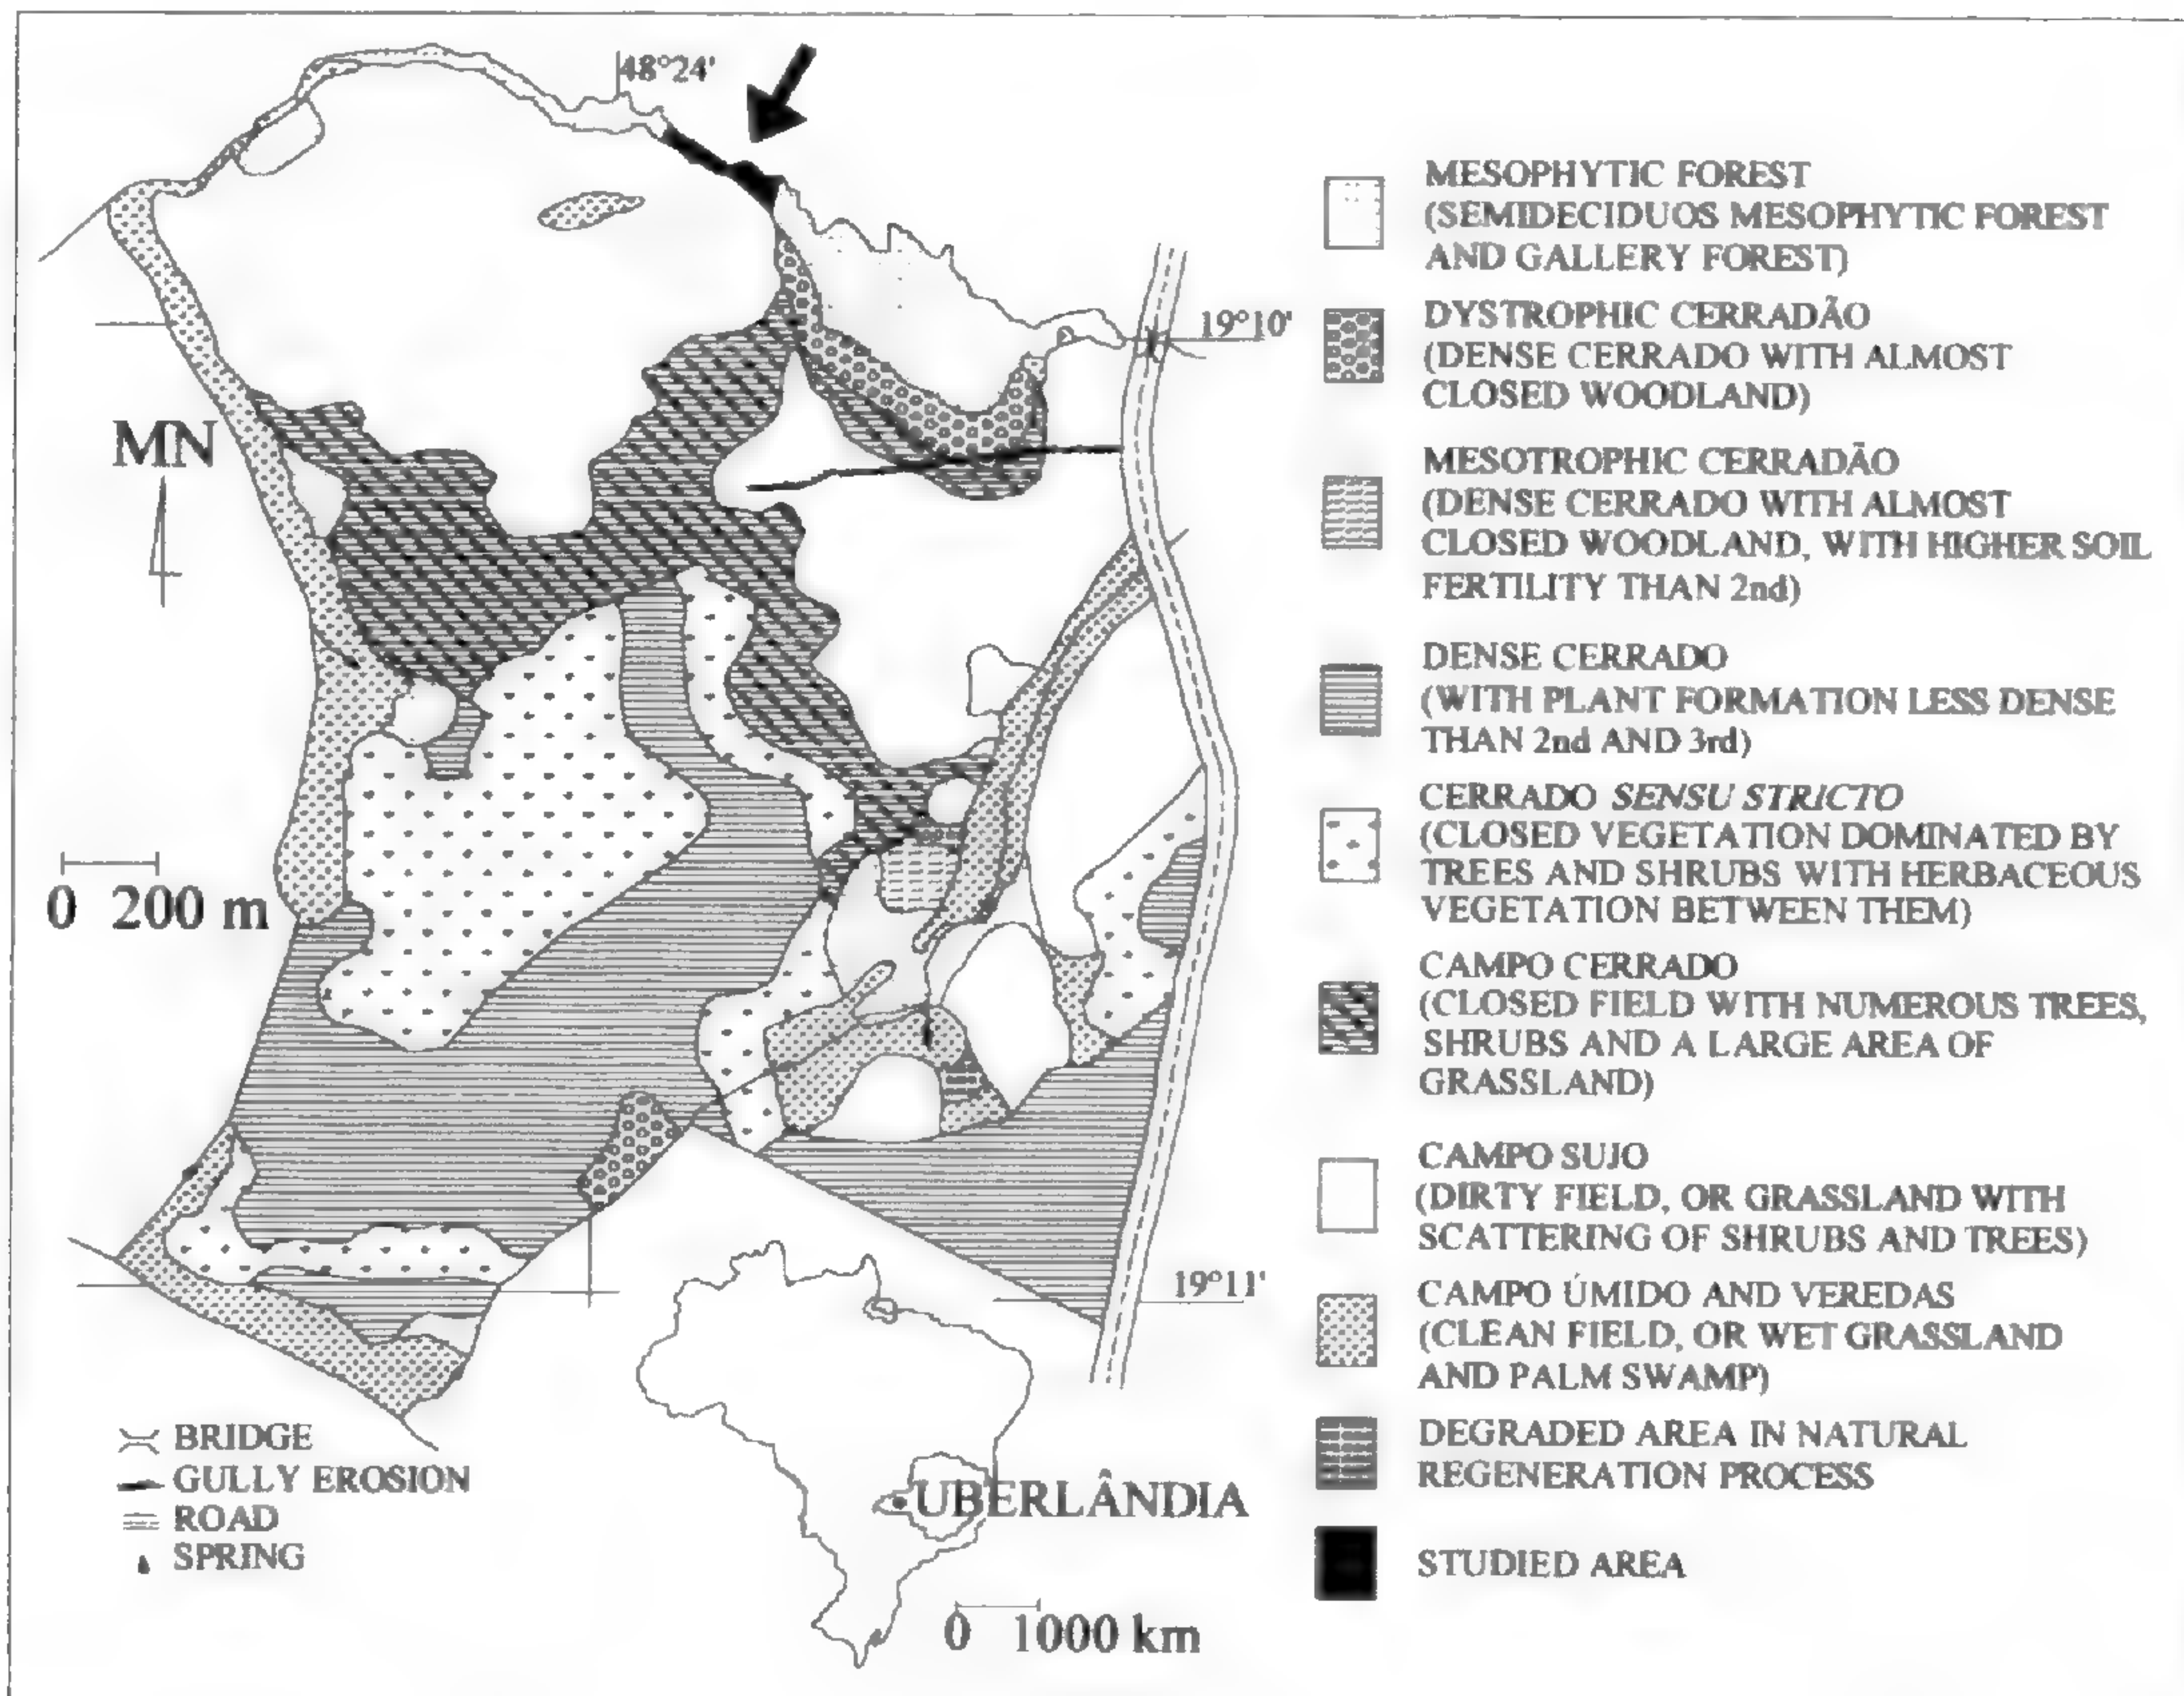 48°24'
MN
19°10'
0 200 m
19°11'
BRIDGE
GULLY EROSION
ROAD
SPRING
UBERLÂNDIA
0 1000 km
MESOPHYTIC FOREST
(SEMIDECIDUOS MESOPHYTIC FOREST
AND GALLERY FOREST)
DYSTROPHIC CERRADÃO
(DENSE CERRADO WITH ALMOST
CLOSED WOODLAND)
MESOTROPHIC CERRADÃO
(DENSE CERRADO WITH ALMOST
CLOSED WOODLAND, WITH HIGHER SOIL
FERTILITY THAN 2nd)
DENSE CERRADO
(WITH PLANT FORMATION LESS DENSE
THAN 2nd AND 3rd)
CERRADO SENSU STRICTO
(CLOSED VEGETATION DOMINATED BY
TREES AND SHRUBS WITH HERBACEOUS
VEGETATION BETWEEN THEM)
CAMPO CERRADO
(CLOSED FIELD WITH NUMEROUS TREES,
SHRUBS AND A LARGE AREA OF
GRASSLAND)
CAMPO SUJO
(DIRTY FIELD, OR GRASSLAND WITH
SCATTERING OF SHRUBS AND TREES)
CAMPO ÚMIDO AND VEREDAS
(CLEAN FIELD, OR WET GRASSLAND
AND PALM SWAMP)
DEGRADED AREA IN NATURAL
REGENERATION PROCESS
STUDIED AREA